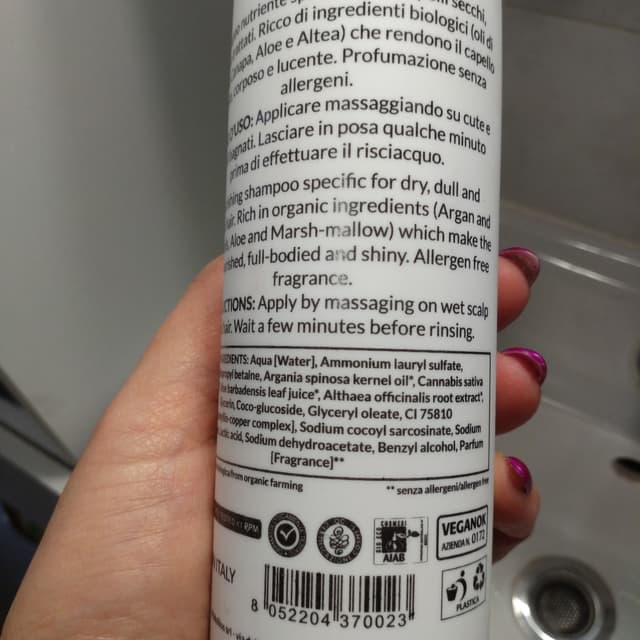 nutriente
secchi,
Ricco di ingredienti biologici (oli di
Aloe e Altea) che rendono il capello
corposo e lucente. Profumazione senza
allergeni.
Applicare massaggiando su cute e
Lasciare in posa qualche minuto
prima di effettuare il risciacquo.
shampoo specific for dry, dull and
Rich in organic ingredients (Argan and
Aloe and Marsh-mallow) which make the
full-bodied and shiny. Allergen free
fragrance.
Apply by massaging on wet scalp
Wait a few minutes before rinsing.
Aqua [Water], Ammonium lauryl sulfate,
betaine, Argania spinosa kernel oil*, Cannabis sativa
barbadensis leaf juice*, Althaea officinalis root extract*,
Coco-glucoside, Glyceryl oleate, CI 75810
complex], Sodium cocoyl sarcosinate, Sodium
acid, Sodium dehydroacetate, Benzyl alcohol, Parfum
[Fragrance]**
from organic farming
** senza allergeni/allergen free
RPM
AIAB
VEGANOK
AZIENDA N. 0172
ITALY
PLASTICA
8 052204 370023